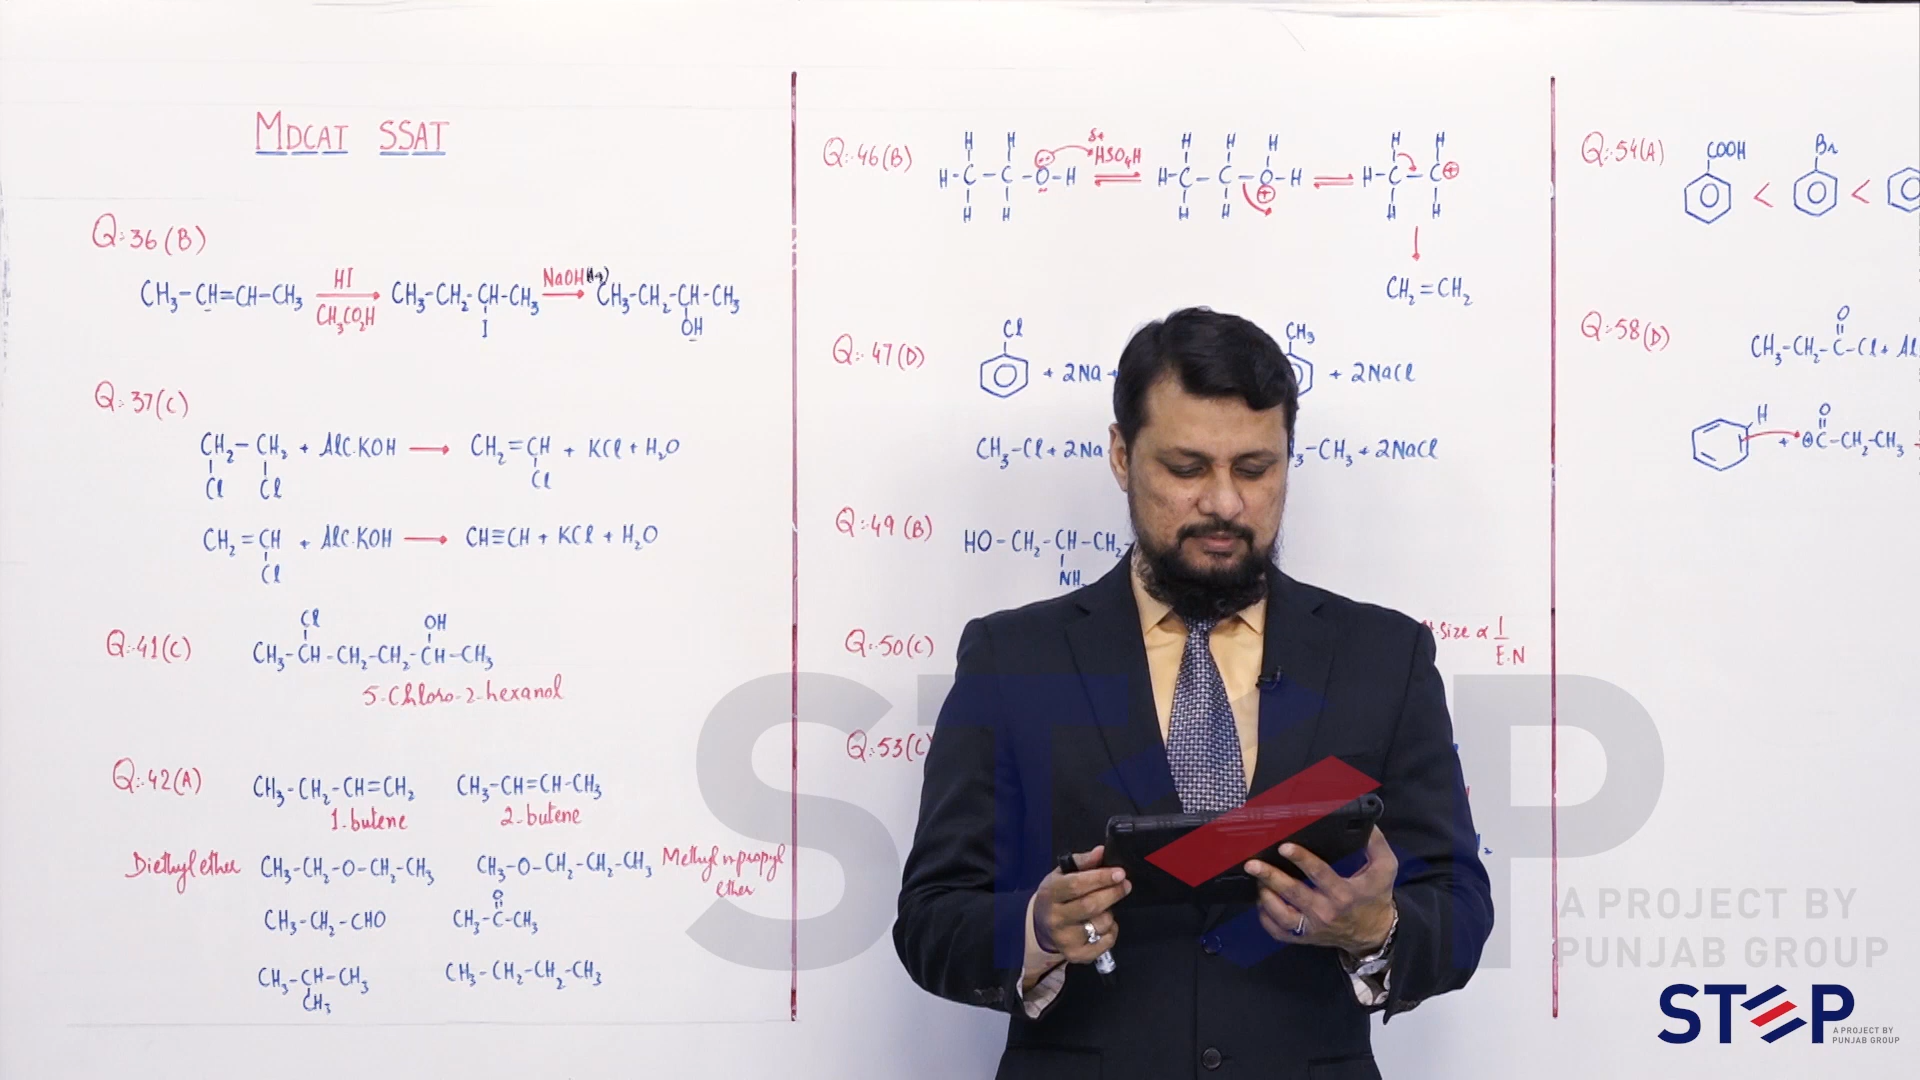 MDCAT SSAT
Q:36(B)
CH₃-CH=CH-CH₃ HI CH₃CO₂H CH₃-CH₂-CH-CH₃ NaOH CH₃-CH₂-CH-CH₃
I OH
Q:37(C)
CH₂-CH₂ + Alc.KOH → CH₂=CH + KCl + H₂O
Cl Cl Cl
CH₂=CH + Alc.KOH → CH≡CH + KCl + H₂O
Cl
Q:41(C)
Cl OH
CH₃-CH-CH₂-CH₂-CH-CH₃
5-Chloro-2-hexanol
Q:42(A)
CH₃-CH₂-CH=CH₂ CH₃-CH=CH-CH₃
1-butene 2-butene
Diethyl ether CH₃-CH₂-O-CH₂-CH₃ CH₃-O-CH₂-CH₂-CH₃ Methyl n-propyl ether
CH₃-CH₂-CHO
O
CH₃-C-CH₃
CH₃-CH-CH₃ CH₃-CH₂-CH₂-CH₃
CH₃
Q:46(B)
H H δ+ H H H H H
H-C-C-O-H HSO₄H H-C-C-O-H H-C-C⊕
H H H H ⊕ H H
CH₂=CH₂
Q:47(D)
Cl CH₃
+ 2Na + + 2NaCl
CH₃-Cl + 2Na -CH₃ + 2NaCl
Q:49(B)
HO-CH₂-CH-CH₂-
NH
Q:50(C)
Size ∝ 1/E.N
Q:53(C)
Q:54(A)
COOH Br
< <
Q:58(D)
O
CH₃-CH₂-C-Cl + Al
H O
+ ⊕C-CH₂-CH₃
STEP
A PROJECT BY
PUNJAB GROUP
STEP
A PROJECT BY
PUNJAB GROUP